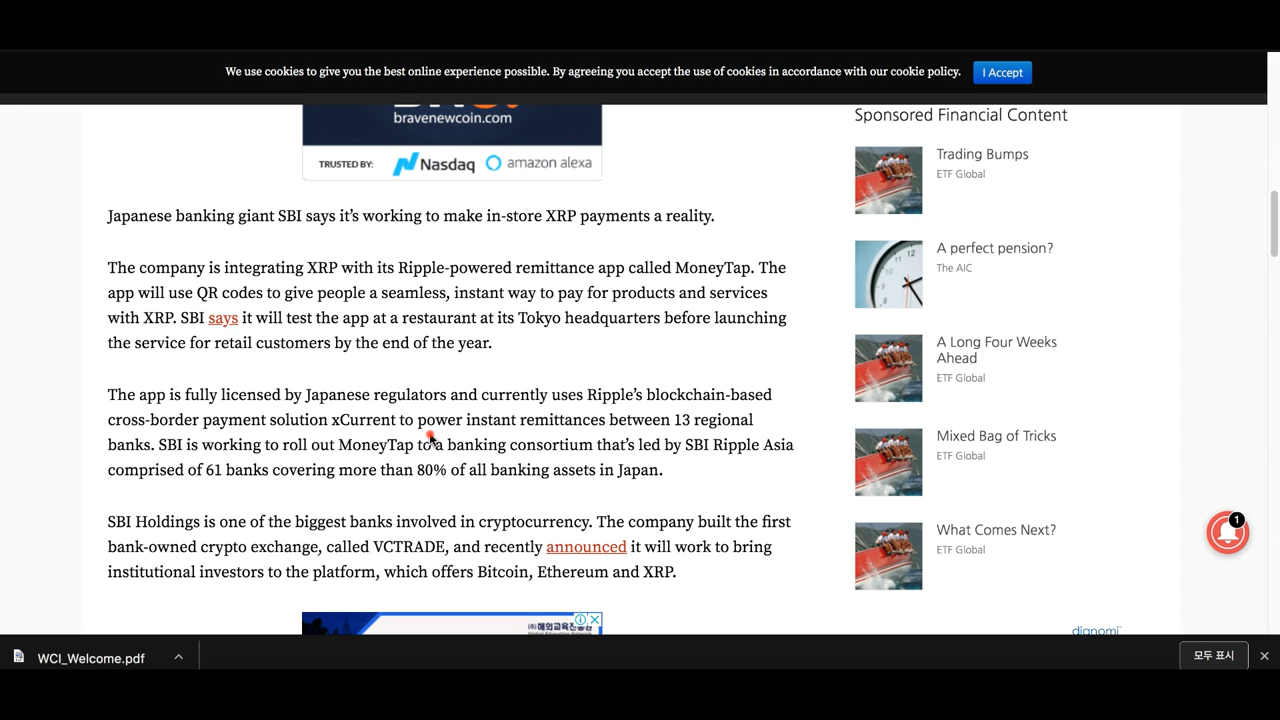 We use cookies to give you the best online experience possible. By agreeing you accept the use of cookies in accordance with our cookie policy.
I Accept
bravenewcoin.com
TRUSTED BY: Nasdaq amazon alexa
Japanese banking giant SBI says it's working to make in-store XRP payments a reality.
The company is integrating XRP with its Ripple-powered remittance app called MoneyTap. The
app will use QR codes to give people a seamless, instant way to pay for products and services
with XRP. SBI says it will test the app at a restaurant at its Tokyo headquarters before launching
the service for retail customers by the end of the year.
The app is fully licensed by Japanese regulators and currently uses Ripple's blockchain-based
cross-border payment solution xCurrent to power instant remittances between 13 regional
banks. SBI is working to roll out MoneyTap to a banking consortium that's led by SBI Ripple Asia
comprised of 61 banks covering more than 80% of all banking assets in Japan.
SBI Holdings is one of the biggest banks involved in cryptocurrency. The company built the first
bank-owned crypto exchange, called VCTRADE, and recently announced it will work to bring
institutional investors to the platform, which offers Bitcoin, Ethereum and XRP.
(주)해외교육진흥원
Sponsored Financial Content
Trading Bumps
ETF Global
A perfect pension?
The AIC
A Long Four Weeks
Ahead
ETF Global
Mixed Bag of Tricks
ETF Global
What Comes Next?
ETF Global
dianomi
1
WCI_Welcome.pdf
모두 표시